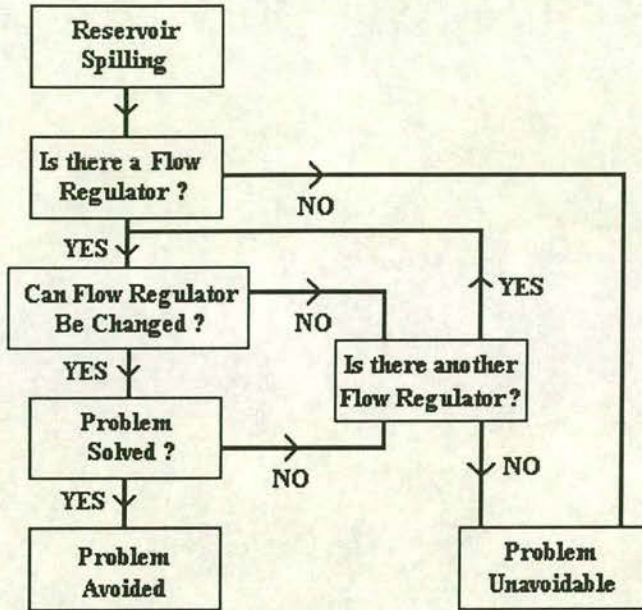 Reservoir
Spilling
Is there a Flow
Regulator ?
NO
YES
YES
Can Flow Regulator
Be Changed ?
NO
Is there another
Flow Regulator ?
YES
Problem
Solved ?
NO
NO
YES
Problem
Avoided
Problem
Unavoidable